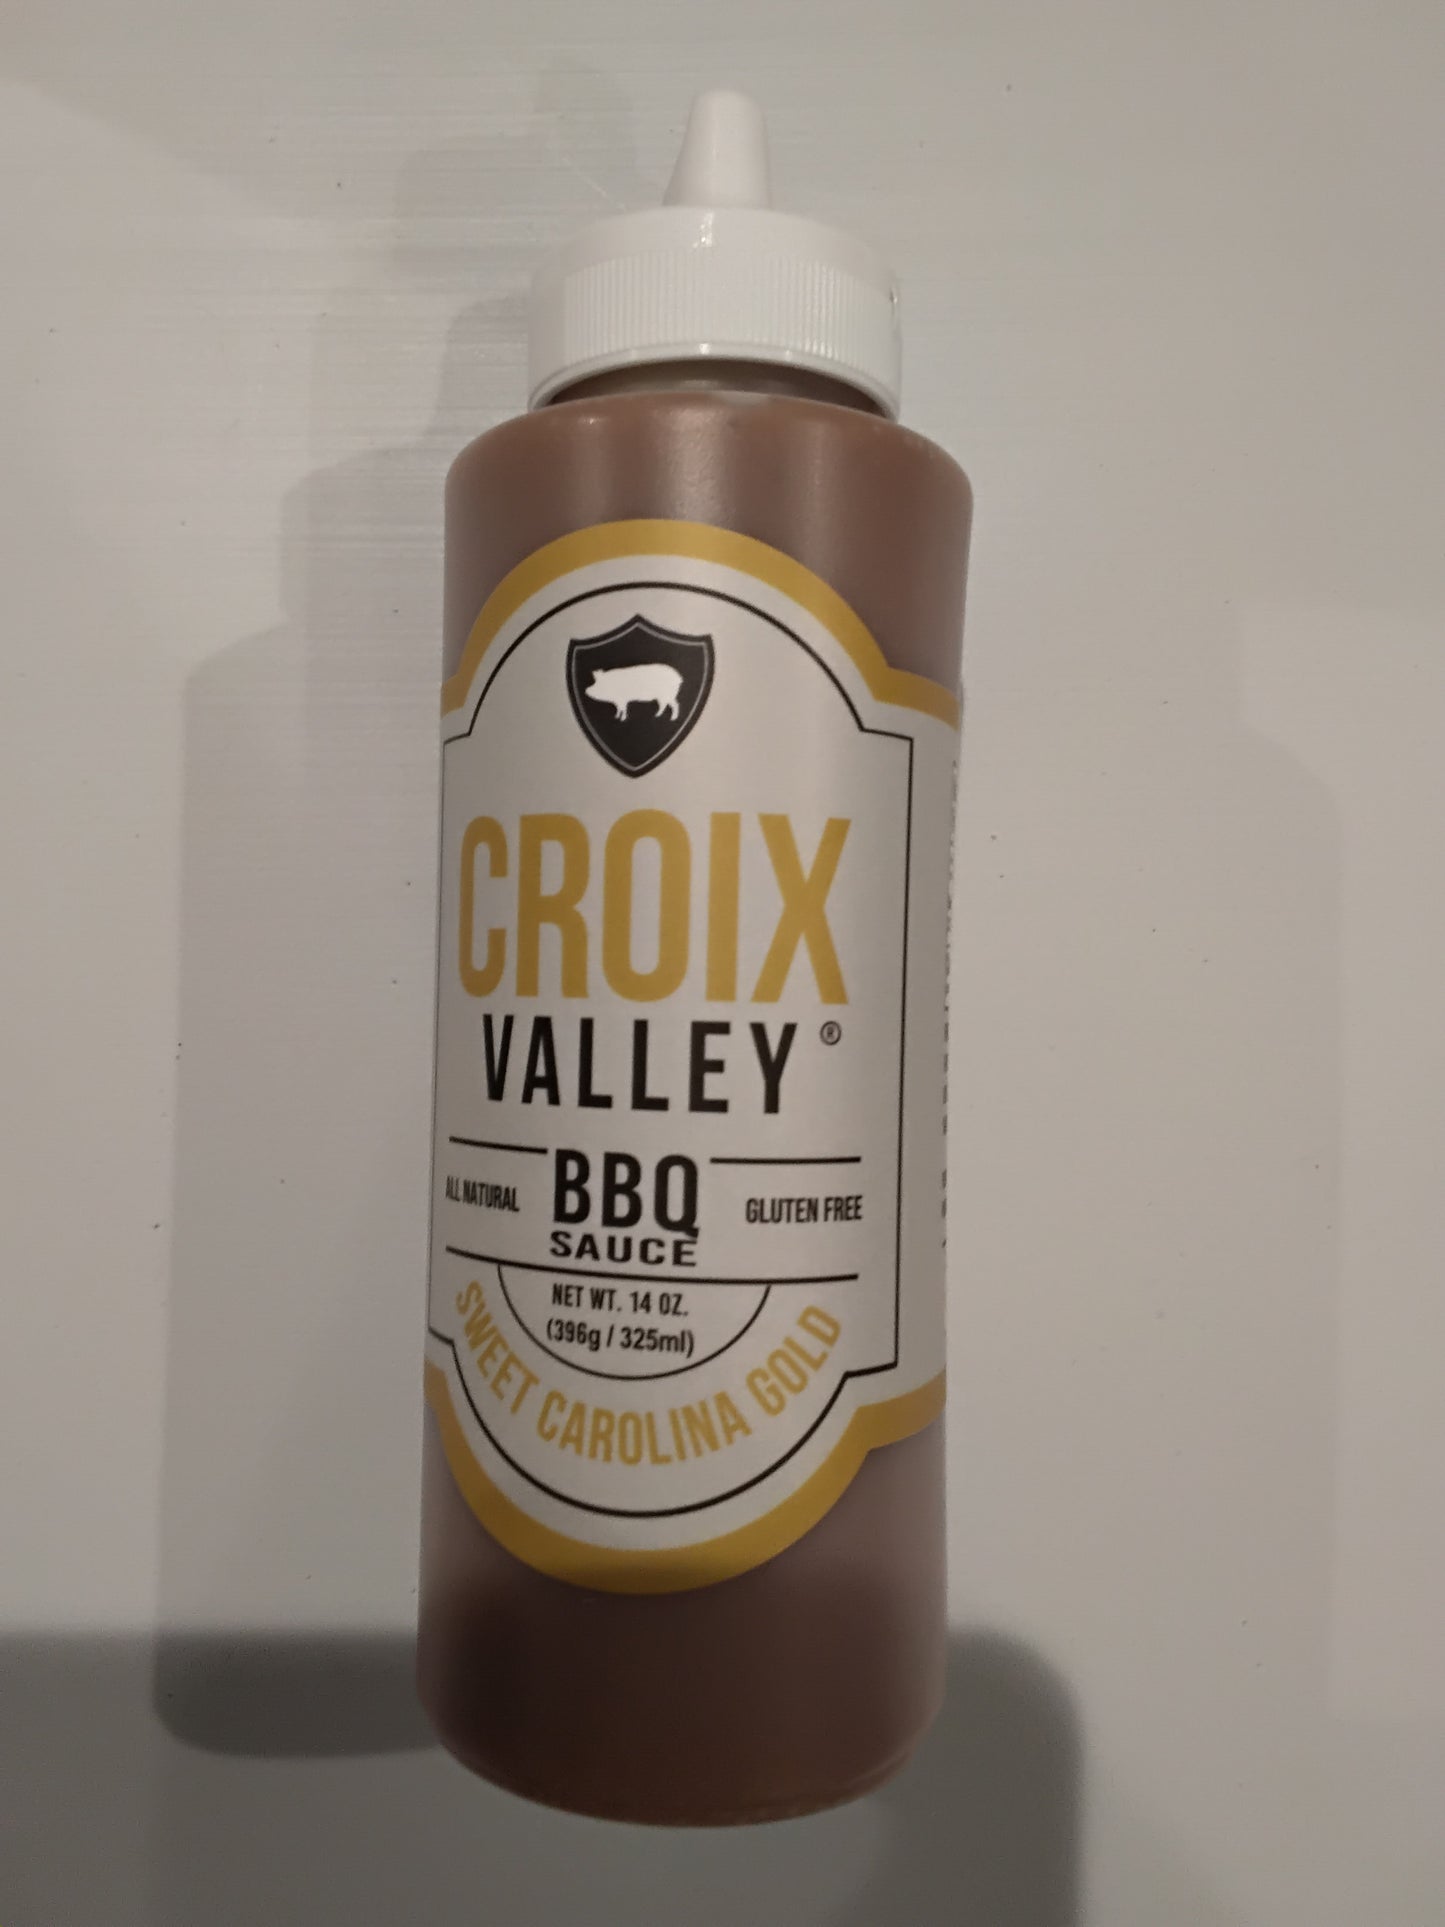 CROIX
VALLEY®
ALL NATURAL
BBQ
SAUCE
GLUTEN FREE
NET WT. 14 OZ.
(396g / 325ml)
SWEET CAROLINA GOLD